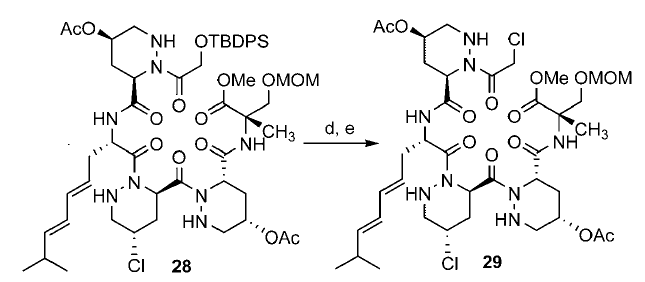 AcO
NH
OTBDPS
N
O
OMe
OMOM
O
O
HN
CH3
NH
O
O
O
N
N
HN
HN
OAc
Cl
28
d, e
AcO
NH
Cl
N
O
OMe
OMOM
O
O
HN
CH3
NH
O
O
O
N
N
HN
HN
OAc
Cl
29